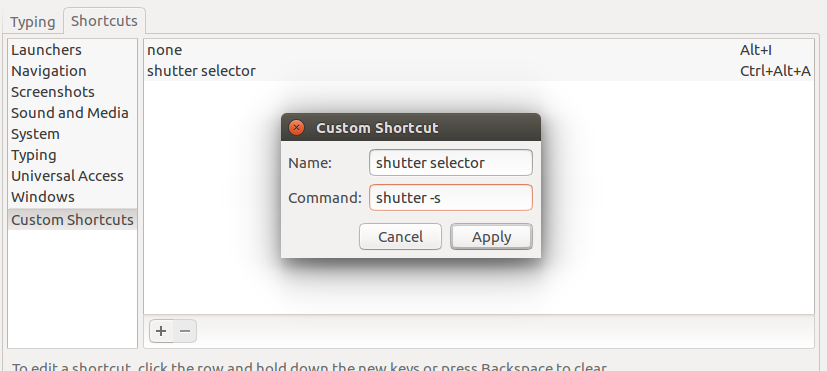 Typing Shortcuts
Launchers
Navigation
Screenshots
Sound and Media
System
Typing
Universal Access
Windows
Custom Shortcuts
none Alt+I
shutter selector Ctrl+Alt+A
Custom Shortcut
Name: shutter selector
Command: shutter -s
Cancel Apply
+ −
To edit a shortcut, click the row and hold down the new keys or press Backspace to clear.